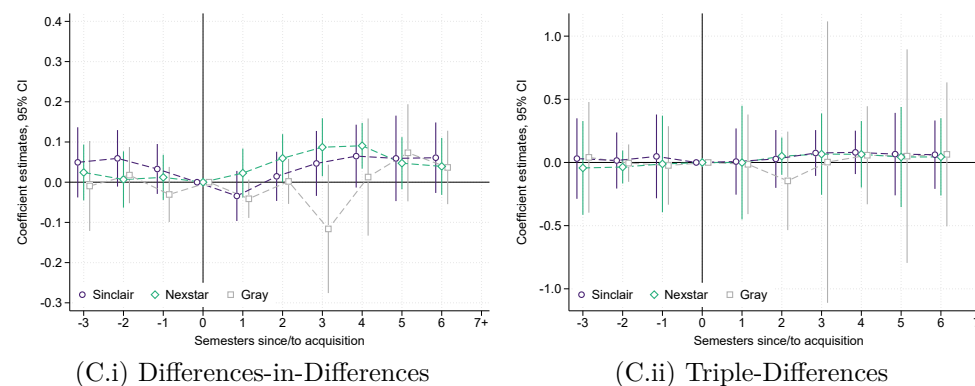 0.4
0.3
0.2
0.1
0.0
-0.1
-0.2
-0.3
Coefficient estimates, 95% CI
Sinclair Nexstar Gray
-3 -2 -1 0 1 2 3 4 5 6 7+
Semesters since/to acquisition
(C.i) Differences-in-Differences
1.0
0.5
0.0
-0.5
-1.0
Coefficient estimates, 95% CI
Sinclair Nexstar Gray
-3 -2 -1 0 1 2 3 4 5 6
Semesters since/to acquisition
(C.ii) Triple-Differences